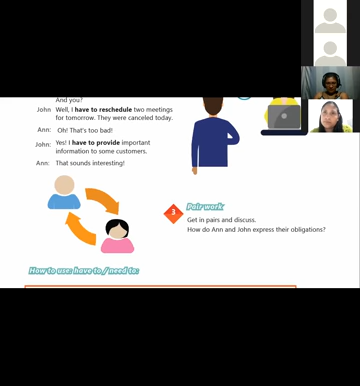 And you?
John Well, I have to reschedule two meetings
for tomorrow. They were canceled today.
Ann: Oh! That's too bad!
John: Yes! I have to provide important
information to some customers.
Ann: That sounds interesting!
3 Pair work
Get in pairs and discuss.
How do Ann and John express their obligations?
How to use: have to / need to: